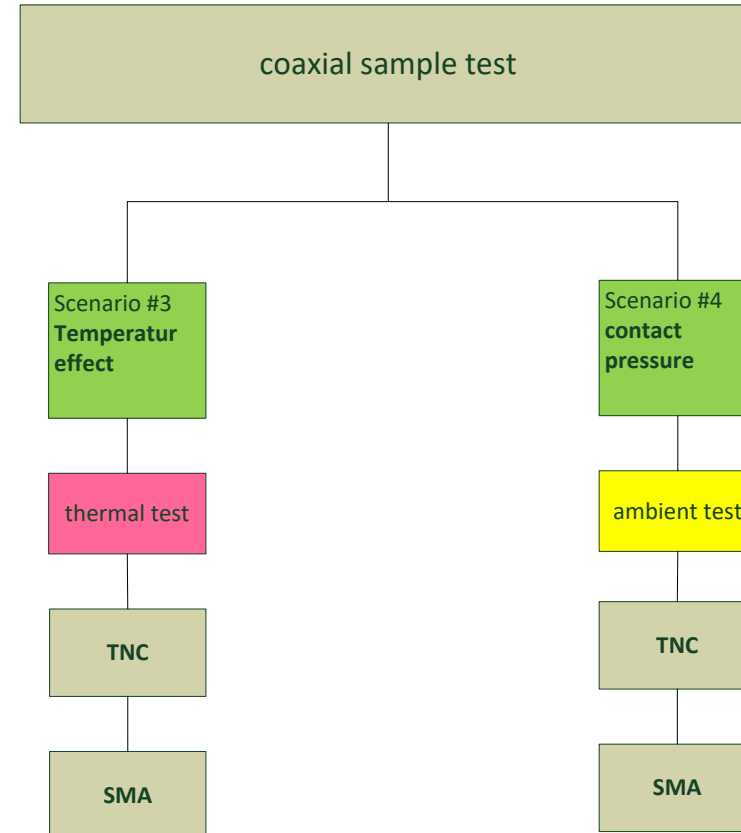 coaxial sample test
Scenario #3
Temperatur
effect
thermal test
TNC
SMA
Scenario #4
contact
pressure
ambient test
TNC
SMA